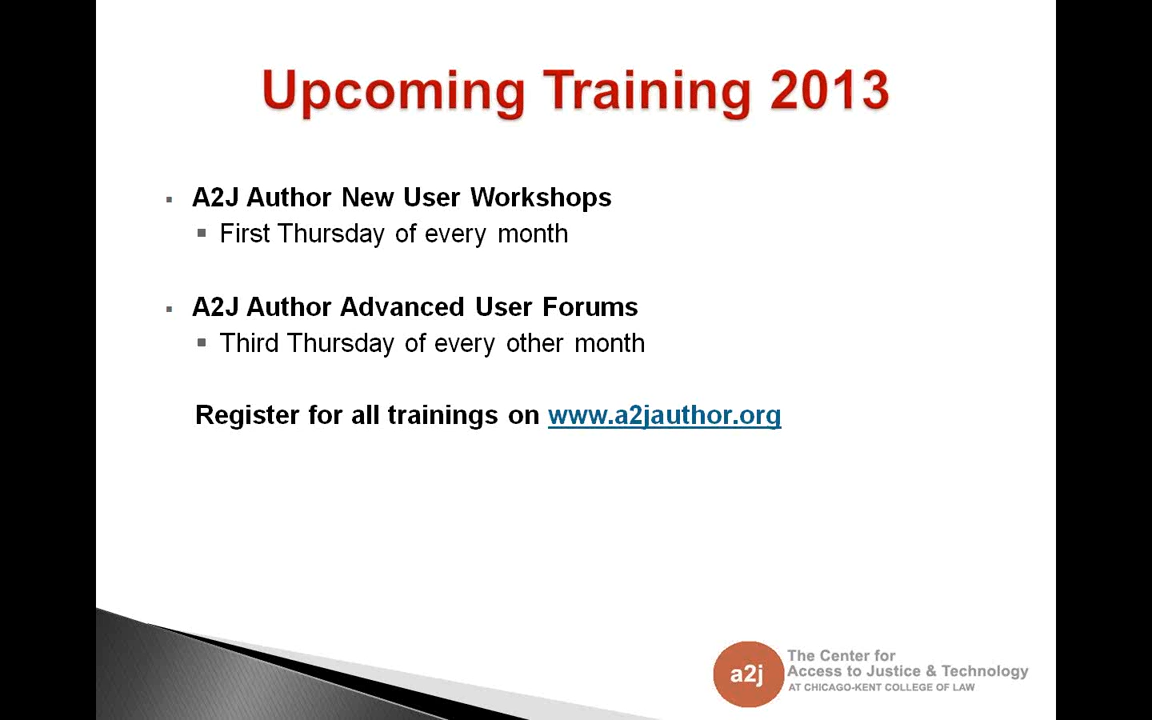 Upcoming Training 2013
A2J Author New User Workshops
First Thursday of every month
A2J Author Advanced User Forums
Third Thursday of every other month
Register for all trainings on www.a2jauthor.org
a2j
The Center for
Access to Justice & Technology
AT CHICAGO-KENT COLLEGE OF LAW